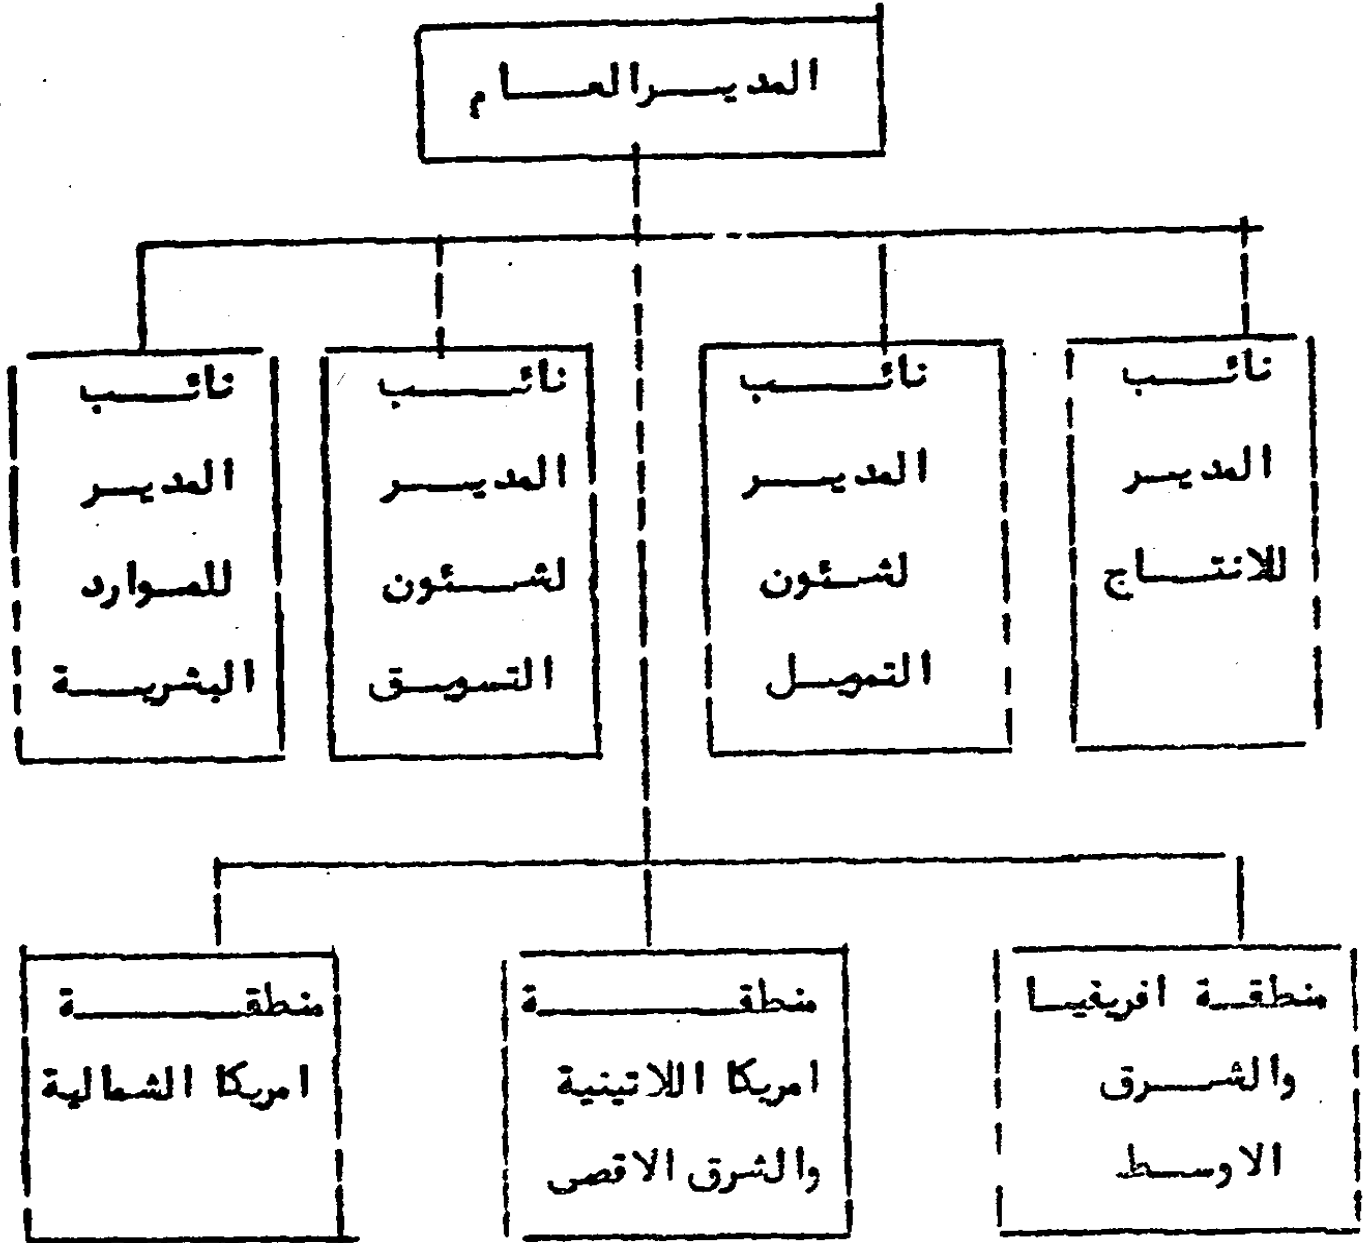 المديرالعام
نائب
المدير
للانتاج
نائب
المدير
لشئون
التمويل
نائب
المدير
لشئون
التسويق
نائب
المدير
للموارد
البشرية
منطقة افريقيا
والشرق
الاوسط
منطقة
امريكا اللاتينية
والشرق الاقصى
منطقة
امريكا الشمالية